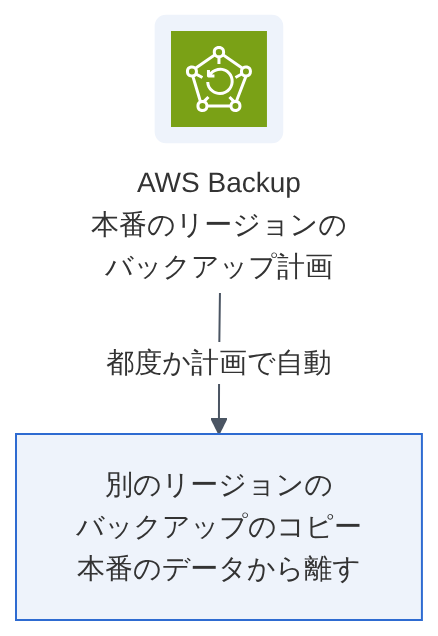 AWS Backup
本番のリージョンの
バックアップ計画
都度か計画で自動
別のリージョンの
バックアップのコピー
本番のデータから離す